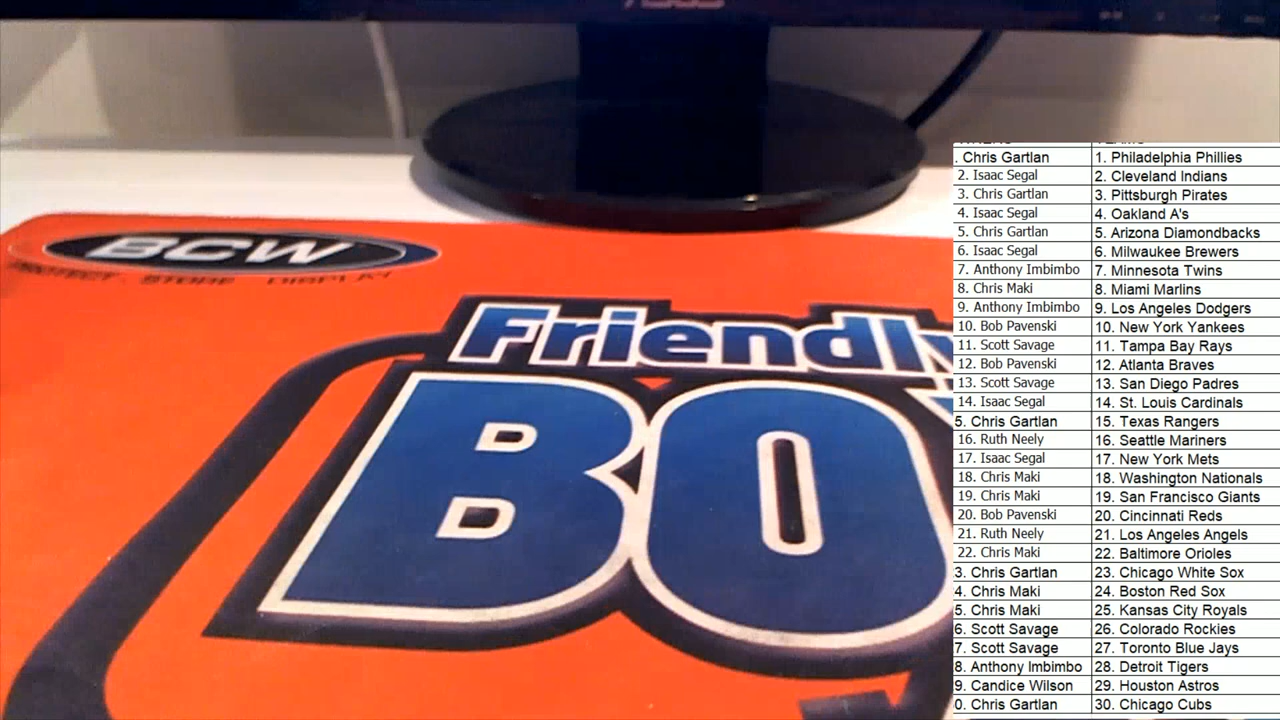 BCW
Friendly
BO
. Chris Gartlan 1. Philadelphia Phillies
2. Isaac Segal 2. Cleveland Indians
3. Chris Gartlan 3. Pittsburgh Pirates
4. Isaac Segal 4. Oakland A's
5. Chris Gartlan 5. Arizona Diamondbacks
6. Isaac Segal 6. Milwaukee Brewers
7. Anthony Imbimbo 7. Minnesota Twins
8. Chris Maki 8. Miami Marlins
9. Anthony Imbimbo 9. Los Angeles Dodgers
10. Bob Pavenski 10. New York Yankees
11. Scott Savage 11. Tampa Bay Rays
12. Bob Pavenski 12. Atlanta Braves
13. Scott Savage 13. San Diego Padres
14. Isaac Segal 14. St. Louis Cardinals
5. Chris Gartlan 15. Texas Rangers
16. Ruth Neely 16. Seattle Mariners
17. Isaac Segal 17. New York Mets
18. Chris Maki 18. Washington Nationals
19. Chris Maki 19. San Francisco Giants
20. Bob Pavenski 20. Cincinnati Reds
21. Ruth Neely 21. Los Angeles Angels
22. Chris Maki 22. Baltimore Orioles
3. Chris Gartlan 23. Chicago White Sox
4. Chris Maki 24. Boston Red Sox
5. Chris Maki 25. Kansas City Royals
6. Scott Savage 26. Colorado Rockies
7. Scott Savage 27. Toronto Blue Jays
8. Anthony Imbimbo 28. Detroit Tigers
9. Candice Wilson 29. Houston Astros
0. Chris Gartlan 30. Chicago Cubs